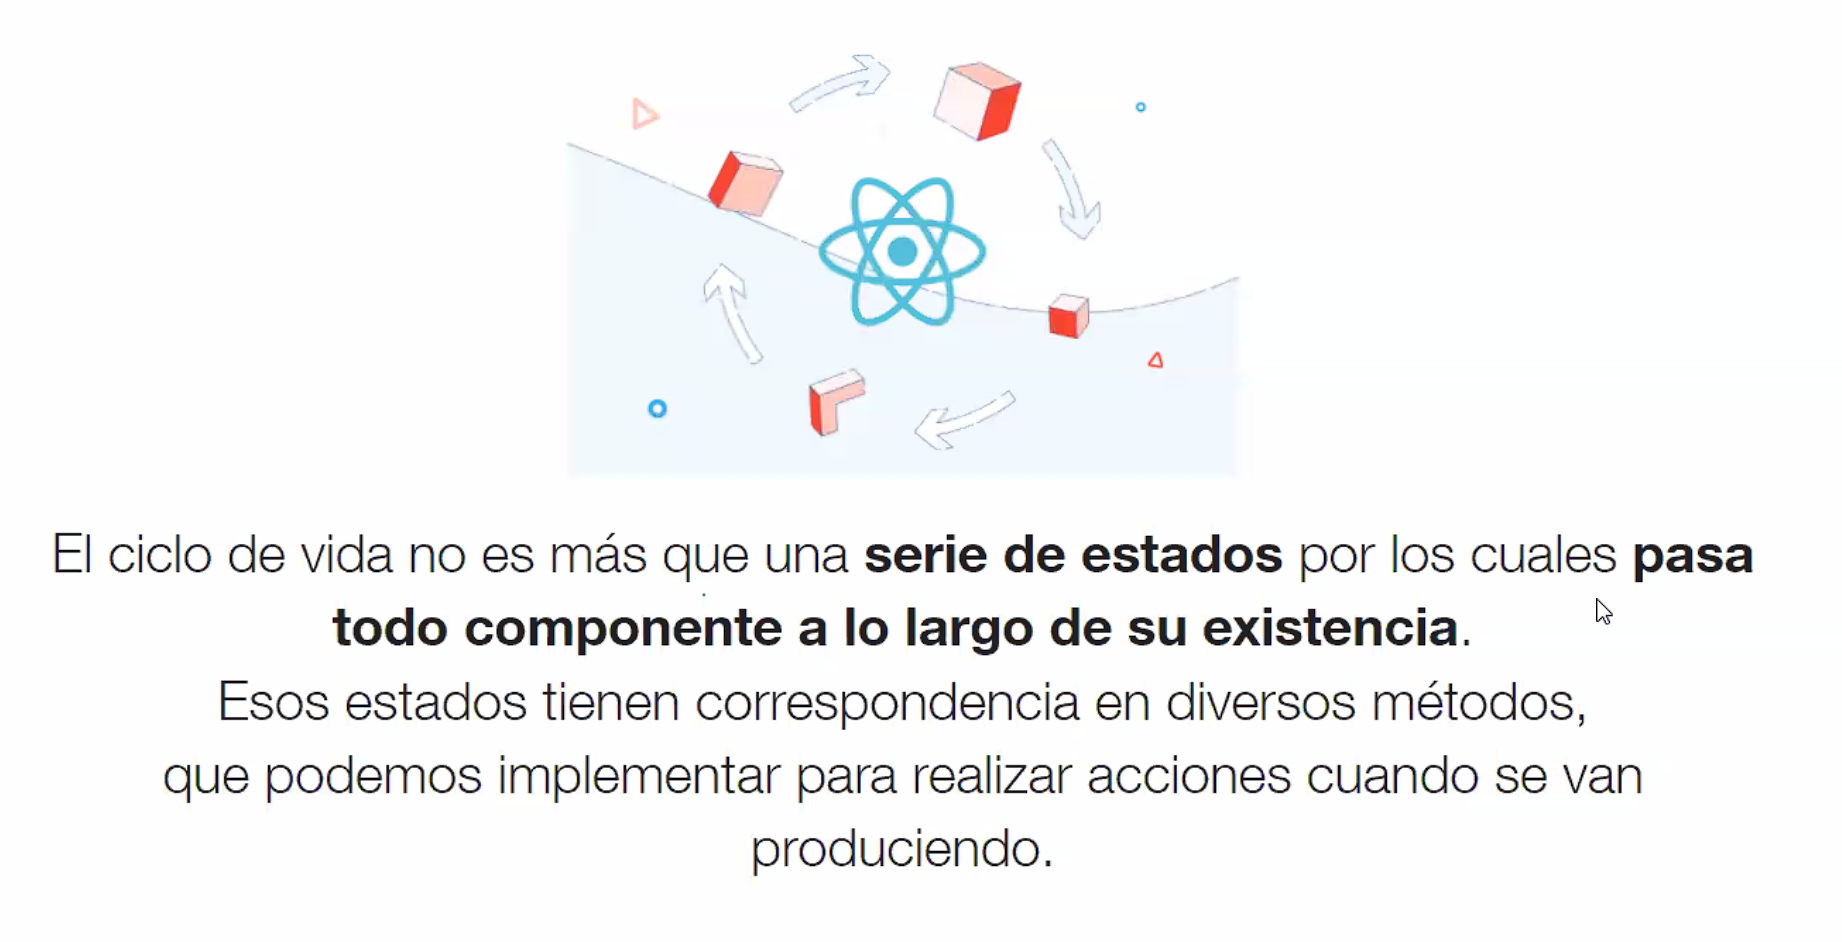 El ciclo de vida no es más que una serie de estados por los cuales pasa
todo componente a lo largo de su existencia.
Esos estados tienen correspondencia en diversos métodos,
que podemos implementar para realizar acciones cuando se van
produciendo.